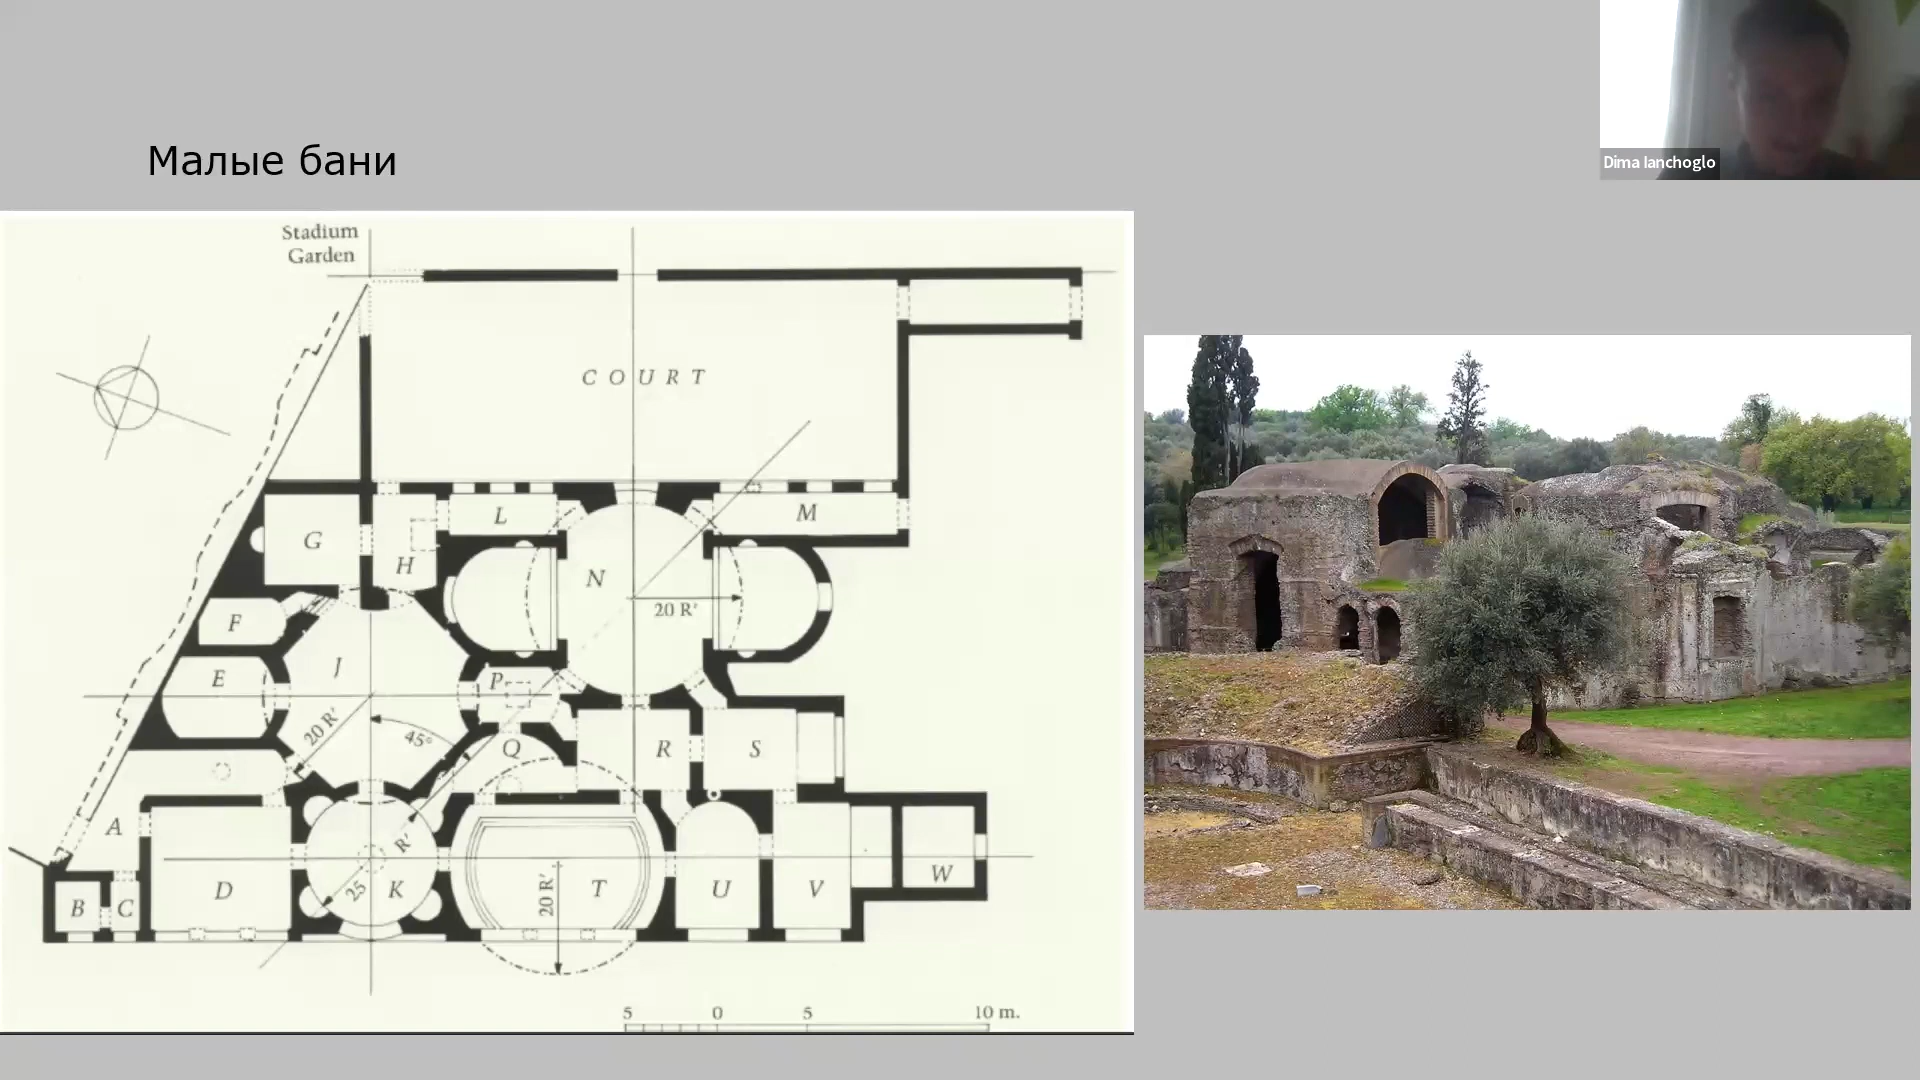 Dima Ianchoglo
Малые бани
Stadium
Garden
COURT
G
H
L
N
M
20 R'
F
J
E
P
20 R'
45°
Q
R
S
A
R'
25
B
C
D
K
20 R'
T
U
V
W
5 0 5 10 m.